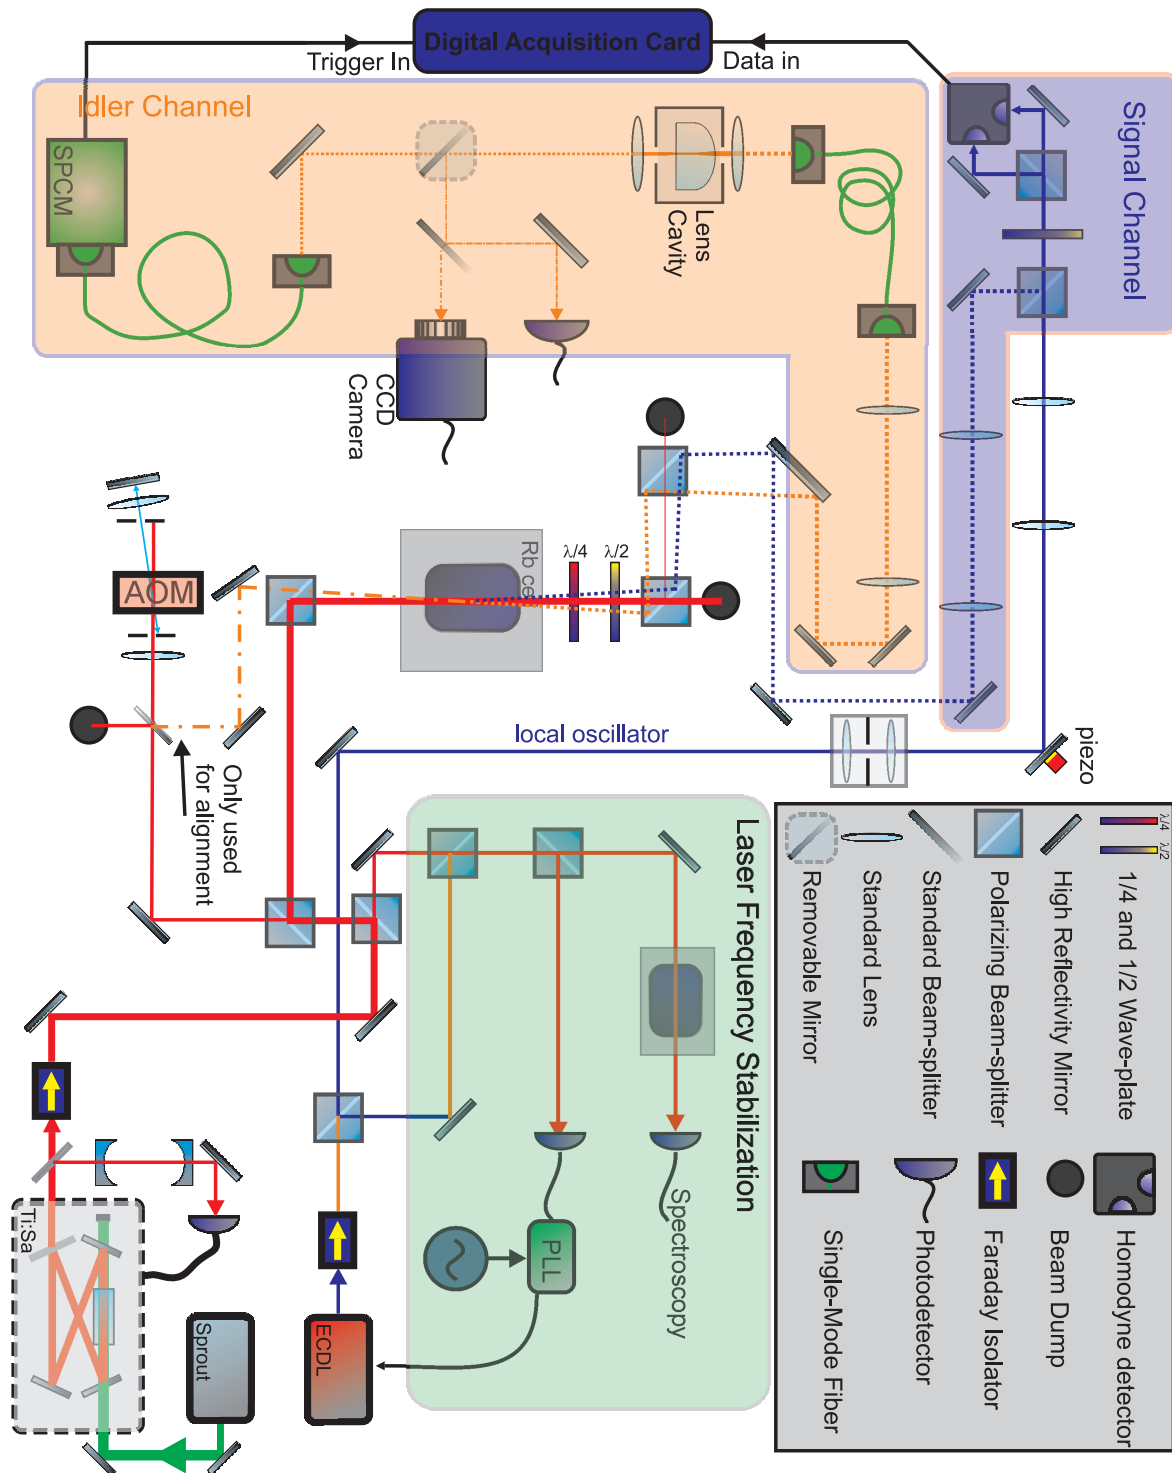 Digital Acquisition Card
Trigger In
Data in
Idler Channel
Signal Channel
SPCM
Lens
Cavity
CCD
Camera
λ/4
λ/2
Rb ce
AOM
Only used
for alignment
local oscillator
piezo
Laser Frequency Stabilization
Spectroscopy
PLL
ECDL
Ti:Sa
Sprout
λ/4
λ/2
1/4 and 1/2 Wave-plate
High Reflectivity Mirror
Polarizing Beam-splitter
Standard Beam-splitter
Standard Lens
Removable Mirror
Homodyne detector
Beam Dump
Faraday Isolator
Photodetector
Single-Mode Fiber